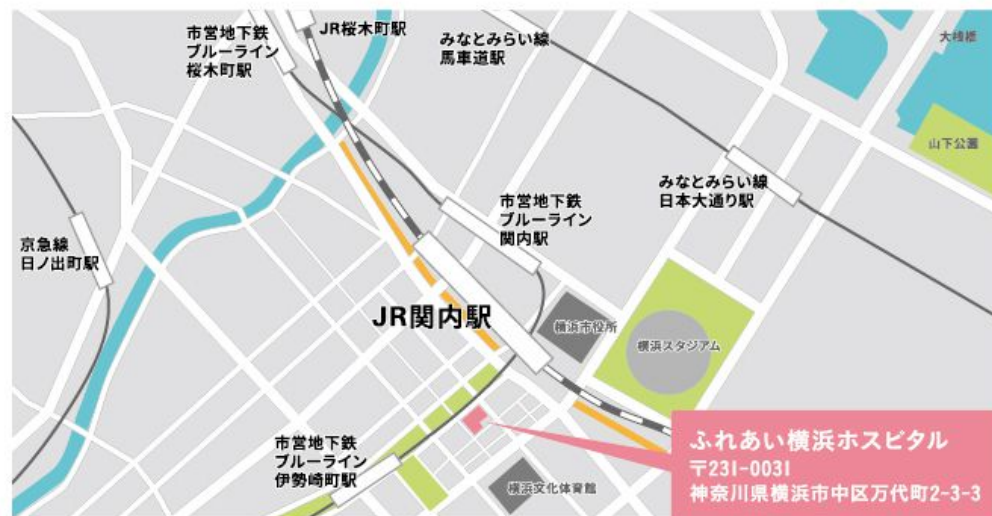 市営地下鉄
ブルーライン
桜木町駅
JR桜木町駅
みなとみらい線
馬車道駅
大桟橋
山下公園
みなとみらい線
日本大通り駅
市営地下鉄
ブルーライン
関内駅
京急線
日ノ出町駅
JR関内駅
横浜市役所
横浜スタジアム
市営地下鉄
ブルーライン
伊勢崎町駅
横浜文化体育館
ふれあい横浜ホスピタル
〒231-0031
神奈川県横浜市中区万代町2-3-3